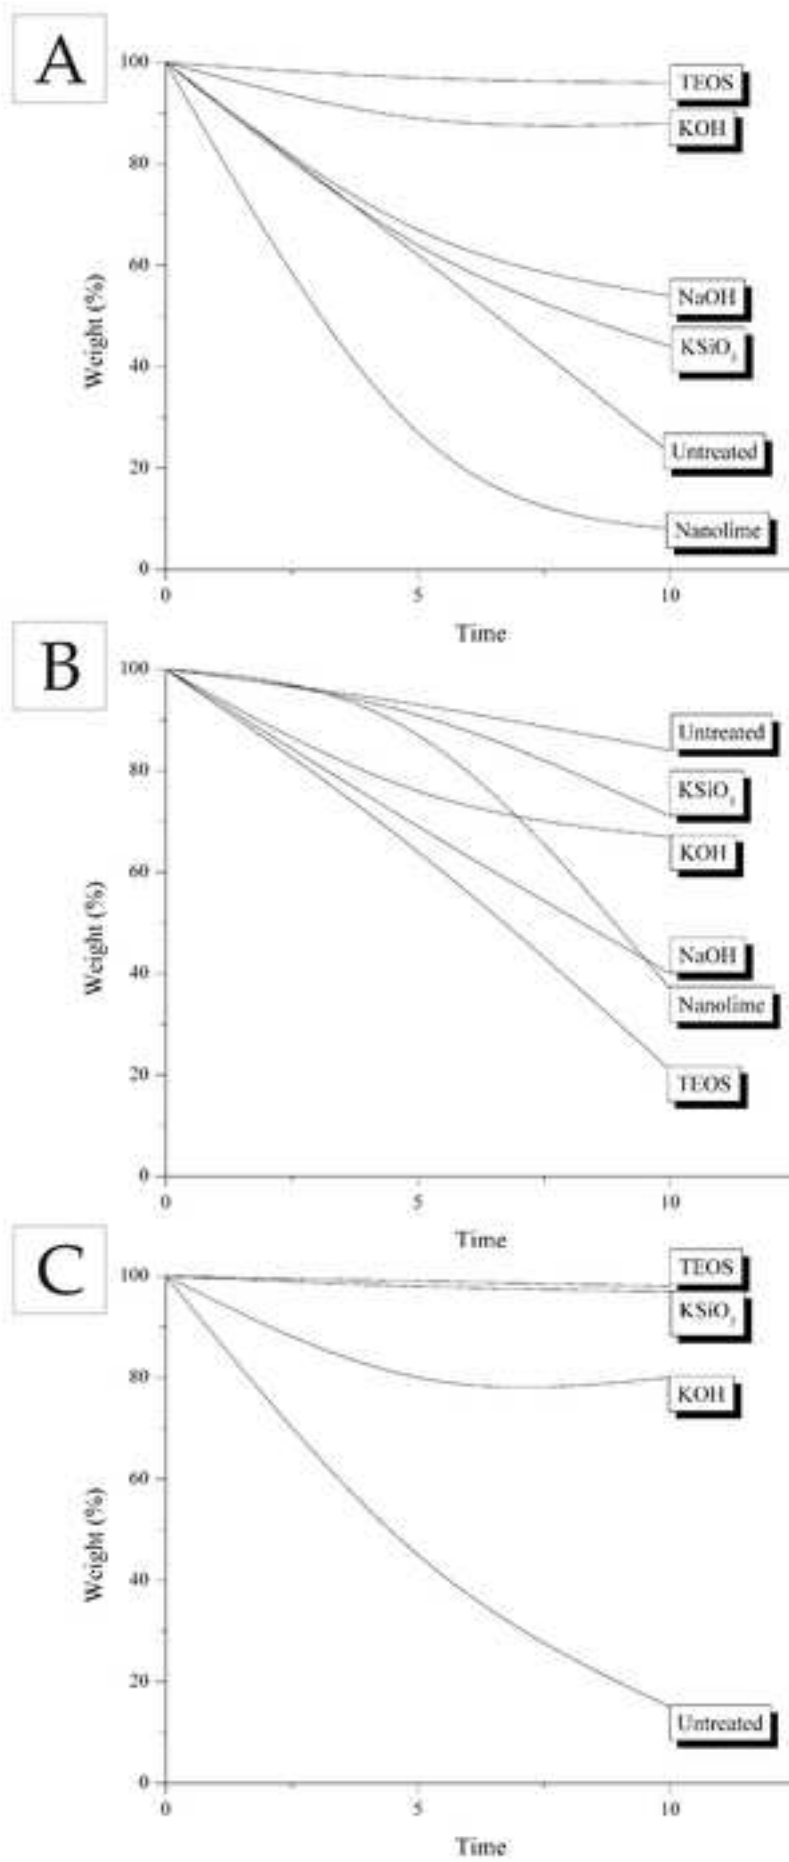 A
100
80
60
40
20
0
Weight (%)
TEOS
KOH
NaOH
KSiO₃
Untreated
Nanolime
0 5 10
Time
B
100
80
60
40
20
0
Weight (%)
Untreated
KSiO₃
KOH
NaOH
Nanolime
TEOS
0 5 10
Time
C
100
80
60
40
20
0
Weight (%)
TEOS
KSiO₃
KOH
Untreated
0 5 10
Time